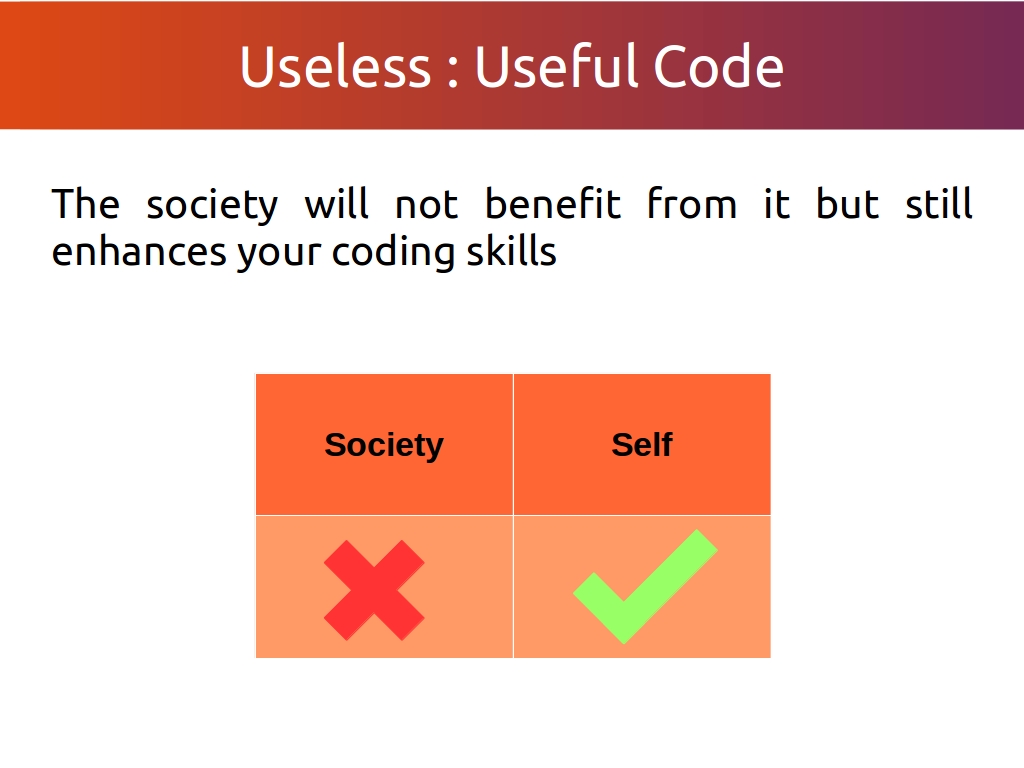 Useless : Useful Code
The society will not benefit from it but still
enhances your coding skills
Society Self